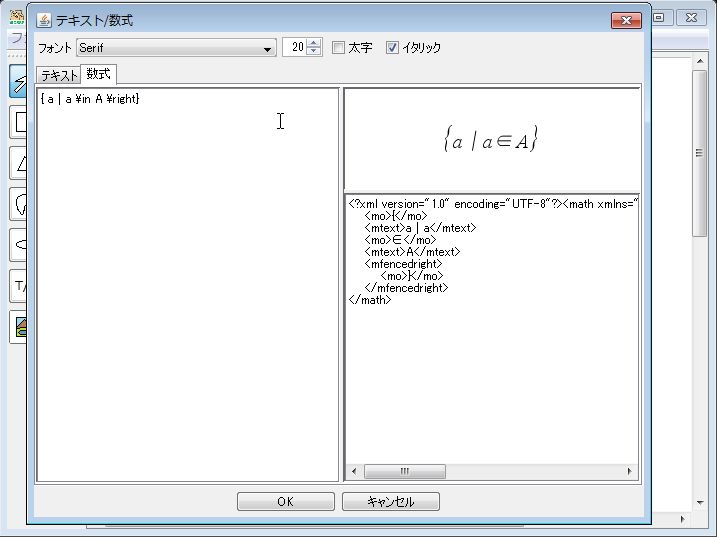 テキスト/数式
フォント Serif 20 太字 イタリック
テキスト 数式
{ a | a ¥in A ¥right}
{a | a∈A}
<?xml version="1.0" encoding="UTF-8"?><math xmlns="
<mo>{</mo>
<mtext>a | a</mtext>
<mo>∈</mo>
<mtext>A</mtext>
<mfencedright>
<mo>}</mo>
</mfencedright>
</math>
OK キャンセル